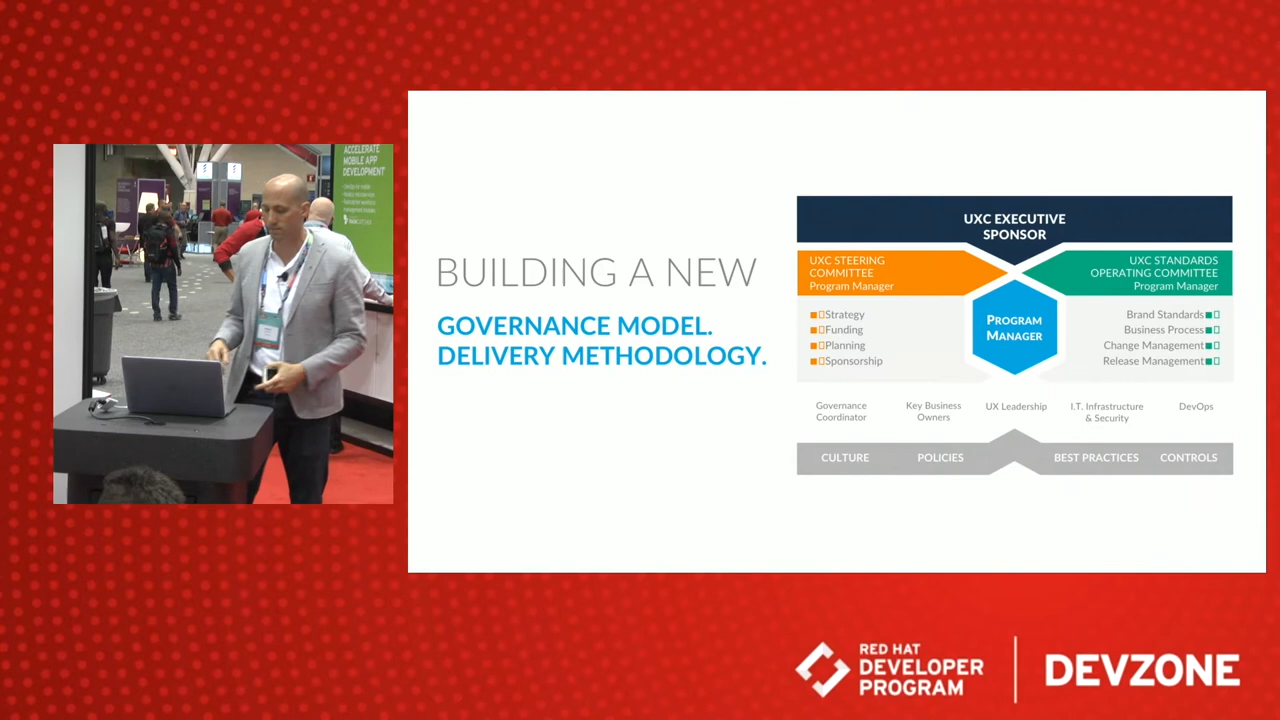 ACCELERATE
MOBILE APP
DEVELOPMENT
BUILDING A NEW
GOVERNANCE MODEL.
DELIVERY METHODOLOGY.
UXC EXECUTIVE
SPONSOR
UXC STEERING
COMMITTEE
Program Manager
UXC STANDARDS
OPERATING COMMITTEE
Program Manager
PROGRAM
MANAGER
Strategy
Funding
Planning
Sponsorship
Brand Standards
Business Process
Change Management
Release Management
Governance
Coordinator
Key Business
Owners
UX Leadership
I.T. Infrastructure
& Security
DevOps
CULTURE
POLICIES
BEST PRACTICES
CONTROLS
RED HAT
DEVELOPER
PROGRAM
DEVZONE